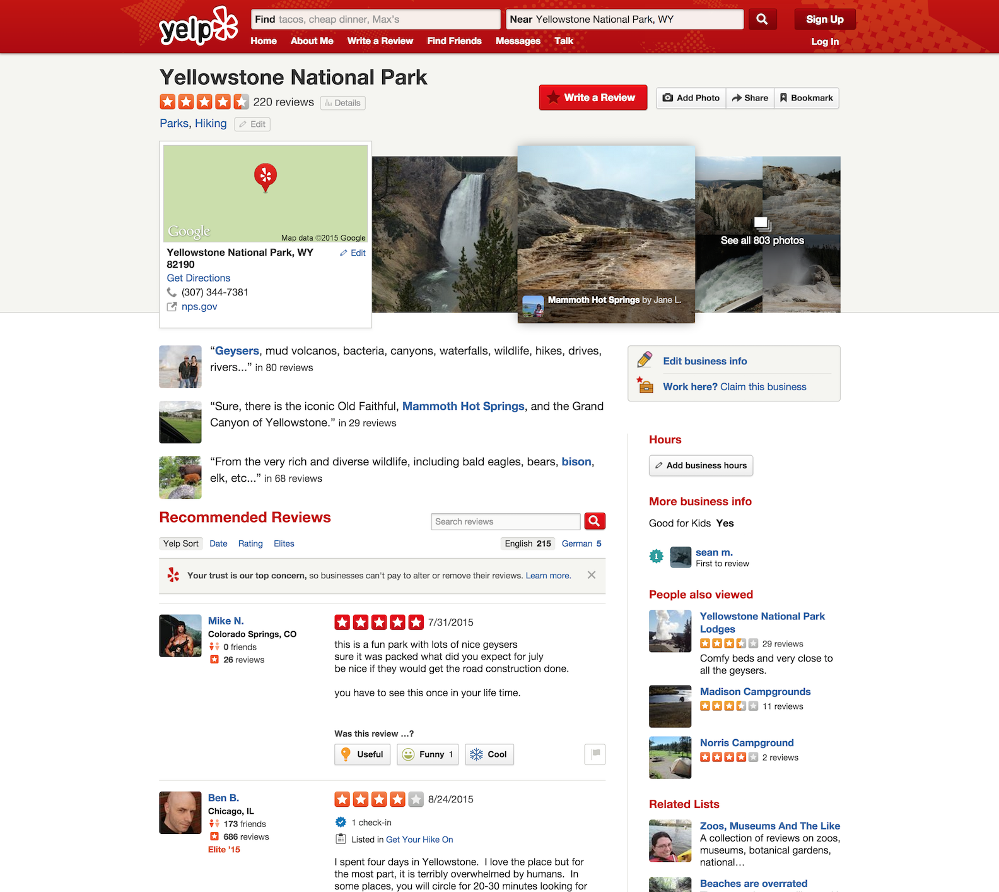 yelp
Find tacos, cheap dinner, Max's
Near Yellowstone National Park, WY
Sign Up
Home About Me Write a Review Find Friends Messages Talk
Log In
Yellowstone National Park
220 reviews
Details
Write a Review
Add Photo
Share
Bookmark
Parks, Hiking
Edit
Google
Map data ©2015 Google
Yellowstone National Park, WY
82190
Edit
Get Directions
(307) 344-7381
nps.gov
Mammoth Hot Springs by Jane L.
See all 803 photos
“Geysers, mud volcanos, bacteria, canyons, waterfalls, wildlife, hikes, drives,
rivers...” in 80 reviews
“Sure, there is the iconic Old Faithful, Mammoth Hot Springs, and the Grand
Canyon of Yellowstone.” in 29 reviews
“From the very rich and diverse wildlife, including bald eagles, bears, bison,
elk, etc...” in 68 reviews
Edit business info
Work here? Claim this business
Recommended Reviews
Search reviews
Yelp Sort Date Rating Elites
English 215 German 5
Your trust is our top concern, so businesses can't pay to alter or remove their reviews. Learn more.
Mike N.
Colorado Springs, CO
0 friends
26 reviews
7/31/2015
this is a fun park with lots of nice geysers
sure it was packed what did you expect for july
be nice if they would get the road construction done.
you have to see this once in your life time.
Was this review ...?
Useful
Funny 1
Cool
Ben B.
Chicago, IL
173 friends
686 reviews
Elite '15
8/24/2015
1 check-in
Listed in Get Your Hike On
I spent four days in Yellowstone. I love the place but for
the most part, it is terribly overwhelmed by humans. In
some places, you will circle for 20-30 minutes looking for
Hours
Add business hours
More business info
Good for Kids Yes
1
sean m.
First to review
People also viewed
Yellowstone National Park
Lodges
29 reviews
Comfy beds and very close to
all the geysers.
Madison Campgrounds
11 reviews
Norris Campground
2 reviews
Related Lists
Zoos, Museums And The Like
A collection of reviews on zoos,
museums, botanical gardens,
national…
Beaches are overrated